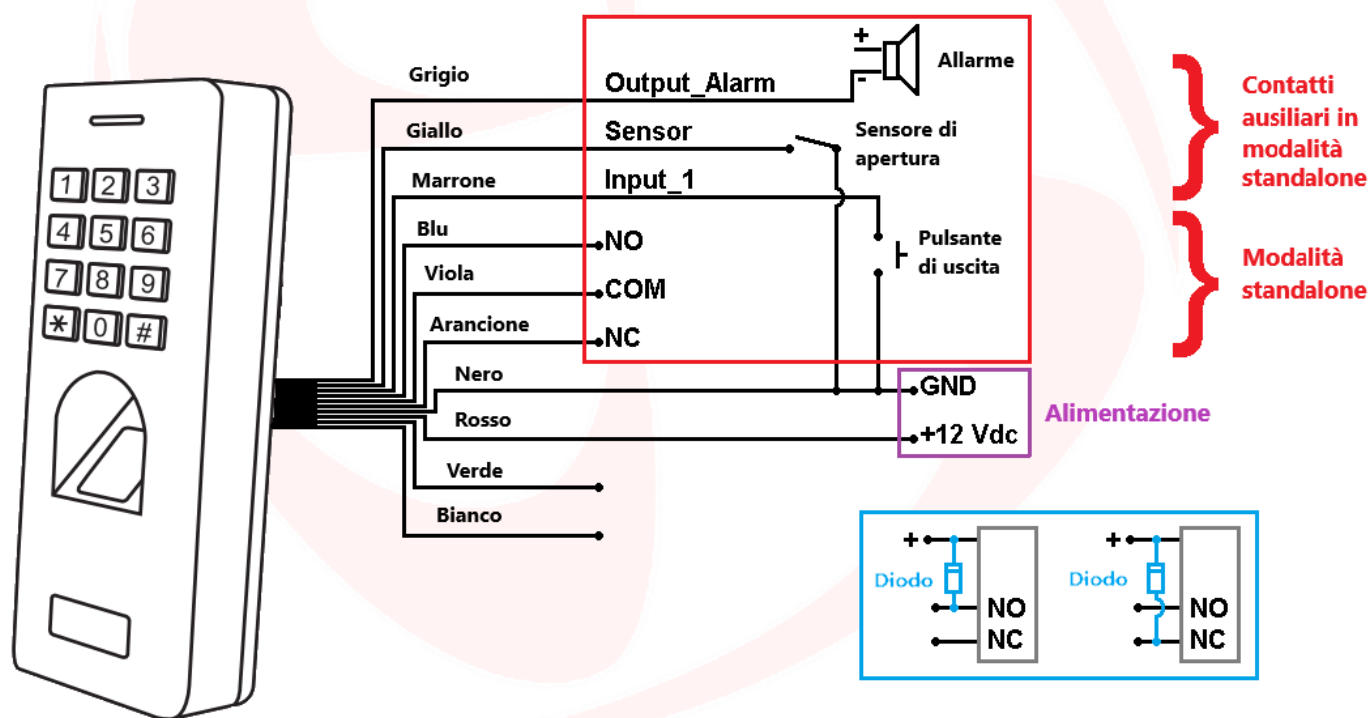 1 2 3
4 5 6
7 8 9
* 0 #
Grigio
Output_Alarm
+
-
Allarme
Giallo
Sensor
Sensore di
apertura
Marrone
Input_1
Blu
NO
Pulsante
di uscita
Viola
COM
Arancione
NC
Nero
GND
Rosso
+12 Vdc
Alimentazione
Verde
Bianco
Contatti
ausiliari in
modalità
standalone
Modalità
standalone
+
Diodo
NO
NC
+
Diodo
NO
NC